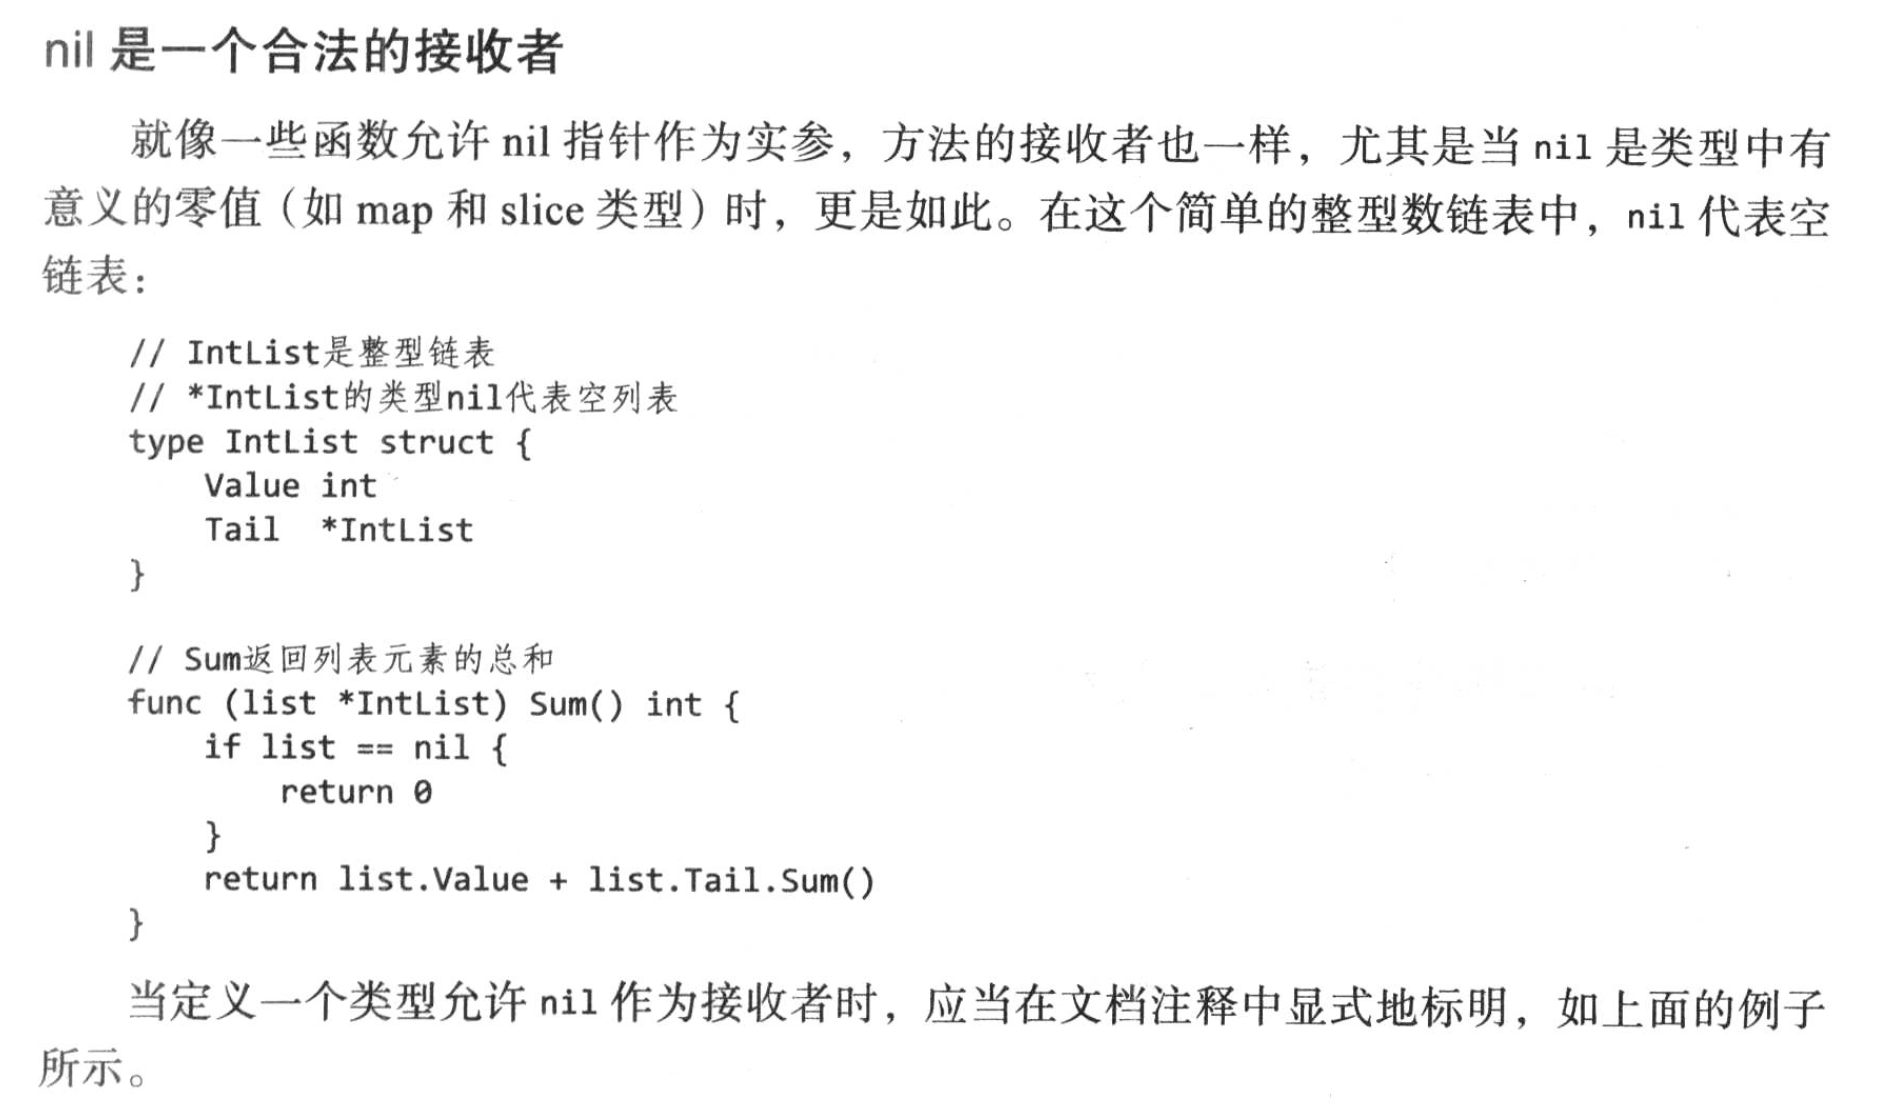 nil 是一个合法的接收者
就像一些函数允许 nil 指针作为实参，方法的接收者也一样，尤其是当 nil 是类型中有
意义的零值（如 map 和 slice 类型）时，更是如此。在这个简单的整型数链表中，nil 代表空
链表：
// IntList是整型链表
// *IntList的类型nil代表空列表
type IntList struct {
    Value int
    Tail  *IntList
}
// Sum返回列表元素的总和
func (list *IntList) Sum() int {
    if list == nil {
        return 0
    }
    return list.Value + list.Tail.Sum()
}
当定义一个类型允许 nil 作为接收者时，应当在文档注释中显式地标明，如上面的例子
所示。